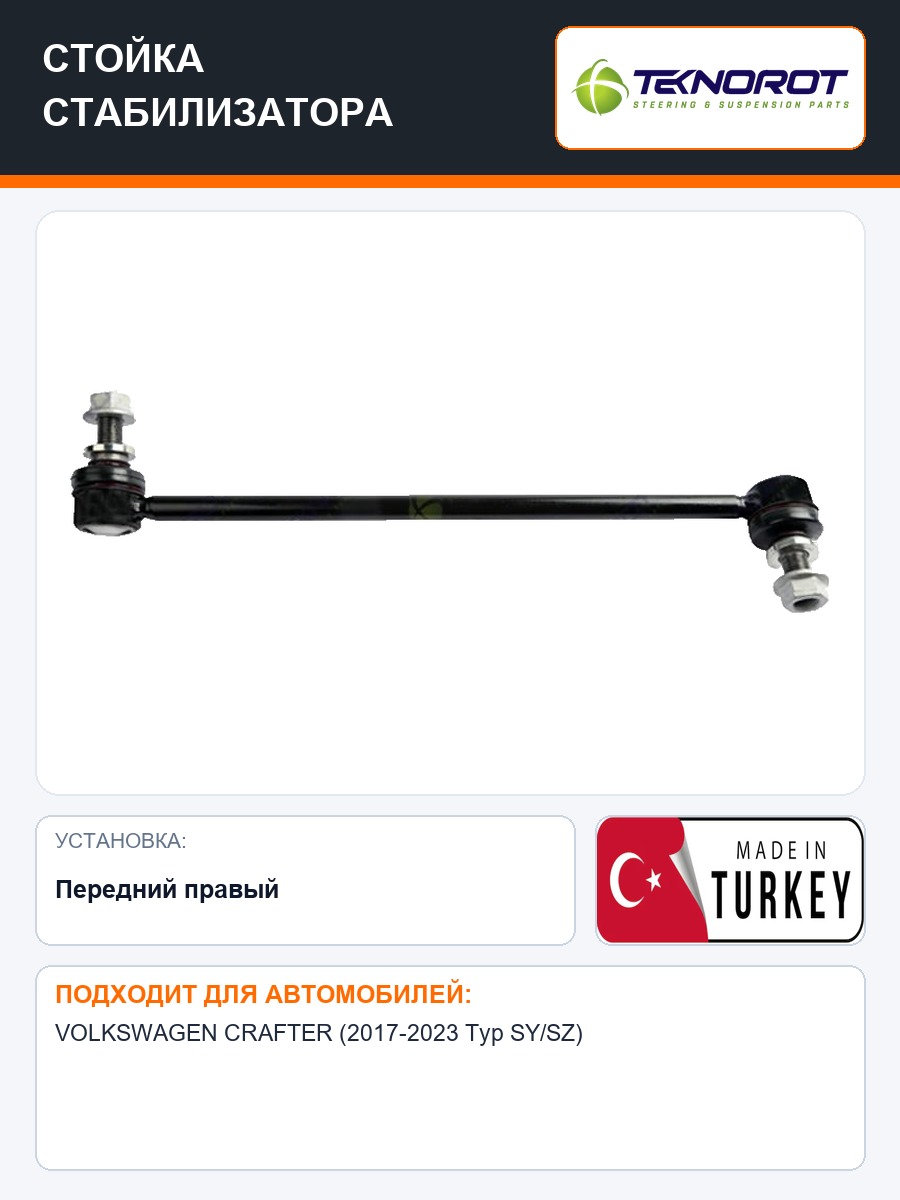 СТОЙКА
СТАБИЛИЗАТОРА
TEKNOROT
STEERING & SUSPENSION PARTS
УСТАНОВКА:
Передний правый
MADE IN
TURKEY
ПОДХОДИТ ДЛЯ АВТОМОБИЛЕЙ:
VOLKSWAGEN CRAFTER (2017-2023 Typ SY/SZ)